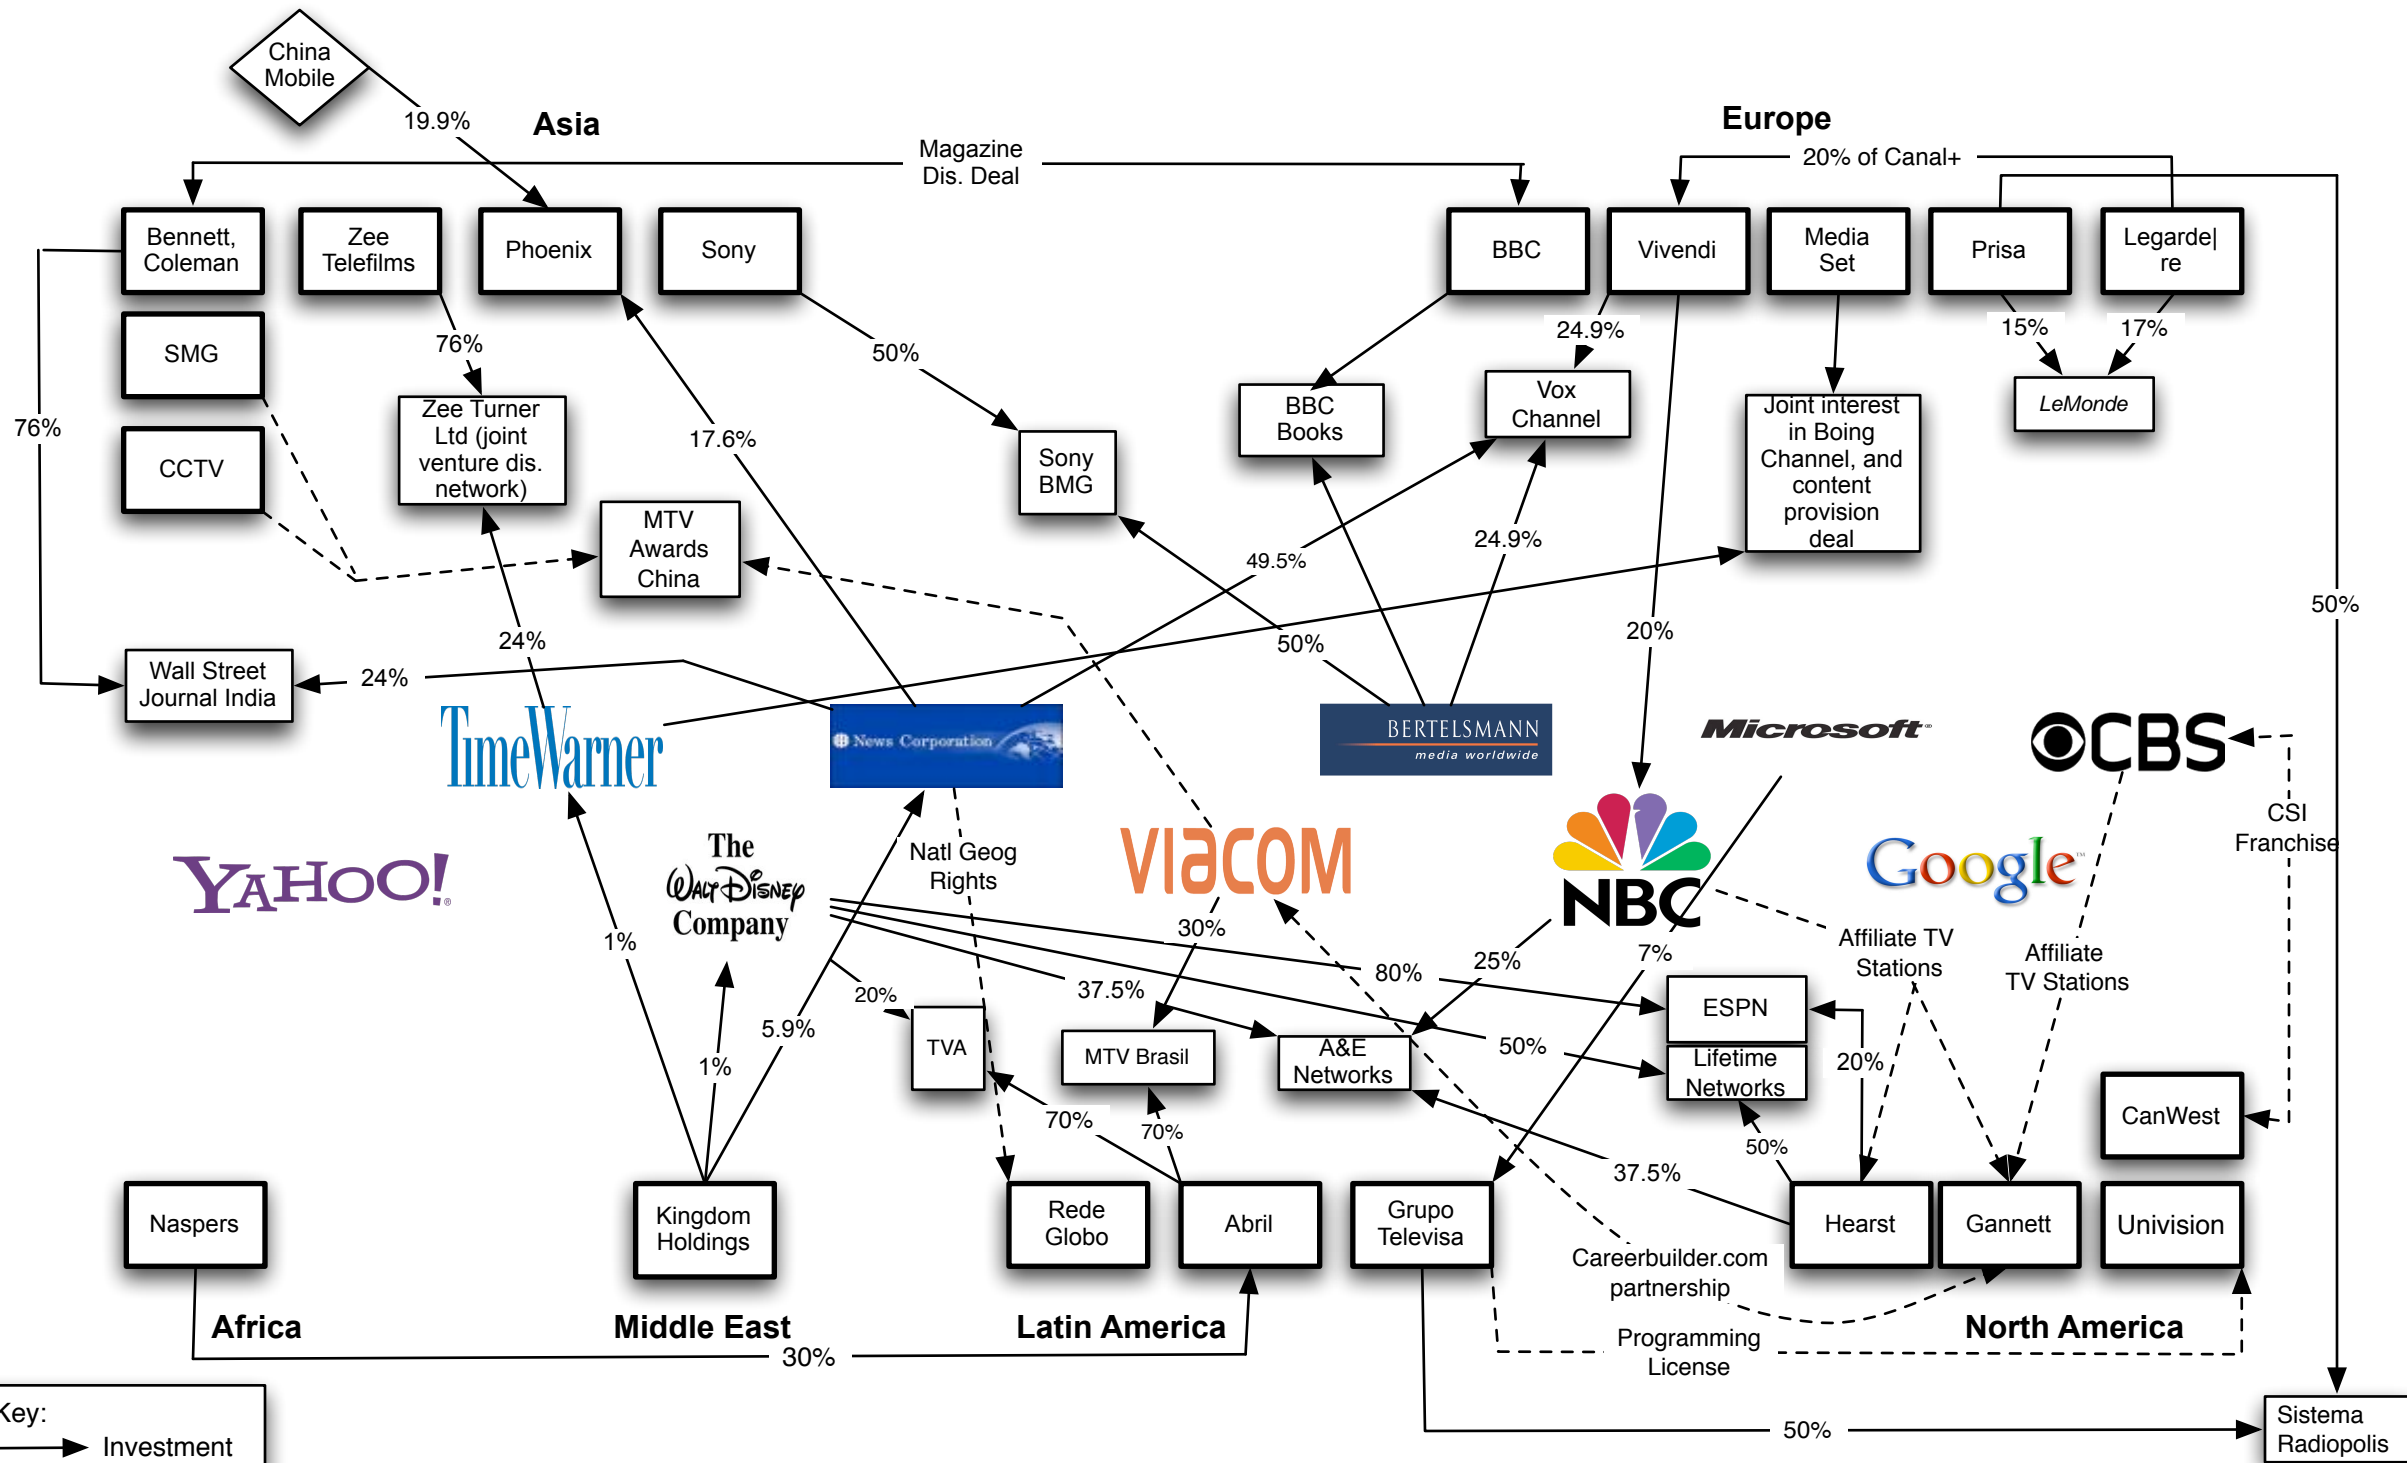 China
Mobile
19.9%
Asia
Europe
Magazine
Dis. Deal
20% of Canal+
Bennett,
Coleman
Zee
Telefilms
Phoenix
Sony
BBC
Vivendi
Media
Set
Prisa
Legarde|
re
SMG
76%
50%
24.9%
15%
17%
76%
CCTV
Zee Turner
Ltd (joint
venture dis.
network)
17.6%
Sony
BMG
BBC
Books
Vox
Channel
Joint interest
in Boing
Channel, and
content
provision
deal
LeMonde
MTV
Awards
China
49.5%
24.9%
50%
24%
50%
20%
Wall Street
Journal India
24%
TimeWarner
News Corporation
BERTELSMANN
media worldwide
Microsoft®
CBS
CSI
Franchise
YAHOO!®
The
WALT DISNEY
Company
Natl Geog
Rights
VIACOM
NBC
Google™
1%
30%
25%
7%
Affiliate TV
Stations
Affiliate
TV Stations
80%
37.5%
20%
5.9%
1%
TVA
MTV Brasil
A&E
Networks
50%
ESPN
Lifetime
Networks
20%
70%
70%
50%
37.5%
CanWest
Naspers
Kingdom
Holdings
Rede
Globo
Abril
Grupo
Televisa
Hearst
Gannett
Univision
Careerbuilder.com
partnership
Africa
Middle East
Latin America
North America
30%
Programming
License
Key:
Investment
50%
Sistema
Radiopolis